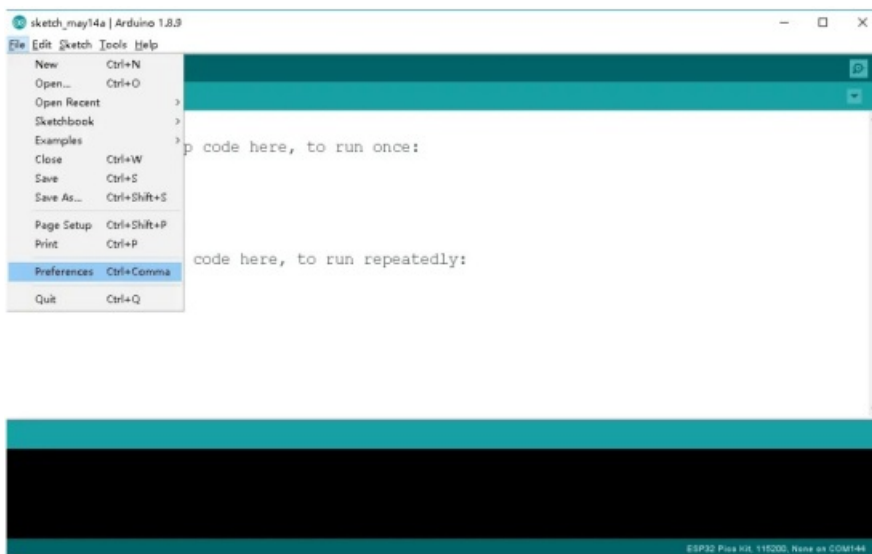 sketch_may14a | Arduino 1.8.9
File Edit Sketch Tools Help
New Ctrl+N
Open... Ctrl+O
Open Recent >
Sketchbook >
Examples >
Close Ctrl+W
Save Ctrl+S
Save As... Ctrl+Shift+S
Page Setup Ctrl+Shift+P
Print Ctrl+P
Preferences Ctrl+Comma
Quit Ctrl+Q
p code here, to run once:
code here, to run repeatedly:
ESP32 Pico Kit, 115200, None on COM144